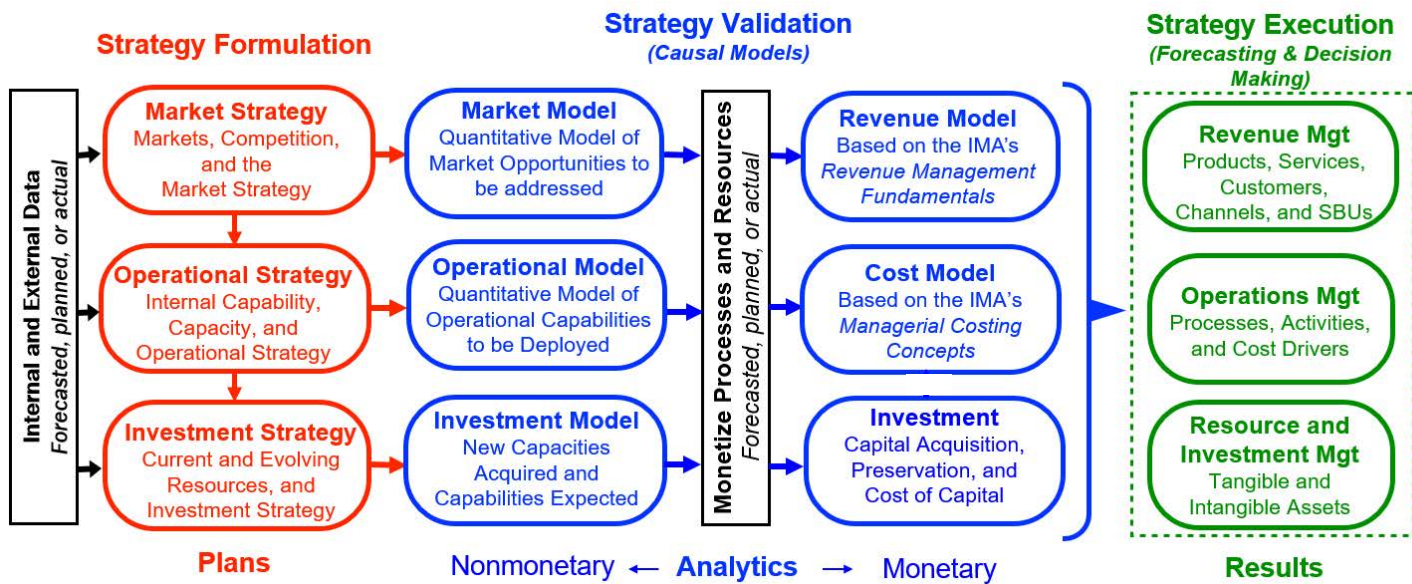 Strategy Formulation
Strategy Validation
(Causal Models)
Strategy Execution
(Forecasting & Decision
Making)
Internal and External Data
Forecasted, planned, or actual
Market Strategy
Markets, Competition,
and the
Market Strategy
Operational Strategy
Internal Capability,
Capacity, and
Operational Strategy
Investment Strategy
Current and Evolving
Resources, and
Investment Strategy
Market Model
Quantitative Model of
Market Opportunities to
be addressed
Operational Model
Quantitative Model of
Operational Capabilities
to be Deployed
Investment Model
New Capacities
Acquired and
Capabilities Expected
Monetize Processes and Resources
Forecasted, planned, or actual
Revenue Model
Based on the IMA's
Revenue Management
Fundamentals
Cost Model
Based on the IMA's
Managerial Costing
Concepts
Investment
Capital Acquisition,
Preservation, and
Cost of Capital
Revenue Mgt
Products, Services,
Customers,
Channels, and SBUs
Operations Mgt
Processes, Activities,
and Cost Drivers
Resource and
Investment Mgt
Tangible and
Intangible Assets
Plans
Nonmonetary ← Analytics → Monetary
Results